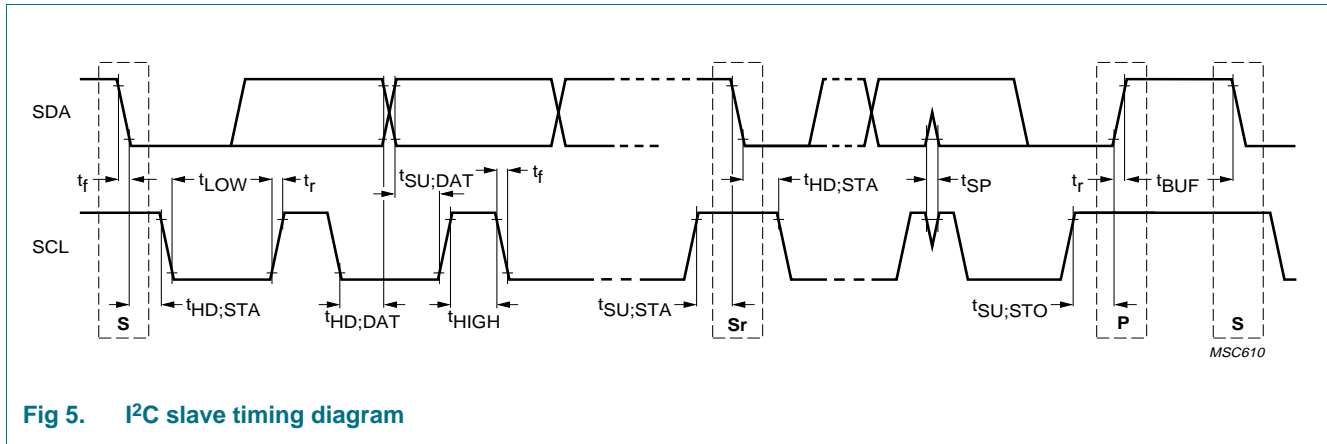 SDA
tf tLOW tr tSU;DAT tf tHD;STA tSP tr tBUF
SCL
tHD;STA tHD;DAT tHIGH tSU;STA tSU;STO
S Sr P S
MSC610
Fig 5. I²C slave timing diagram